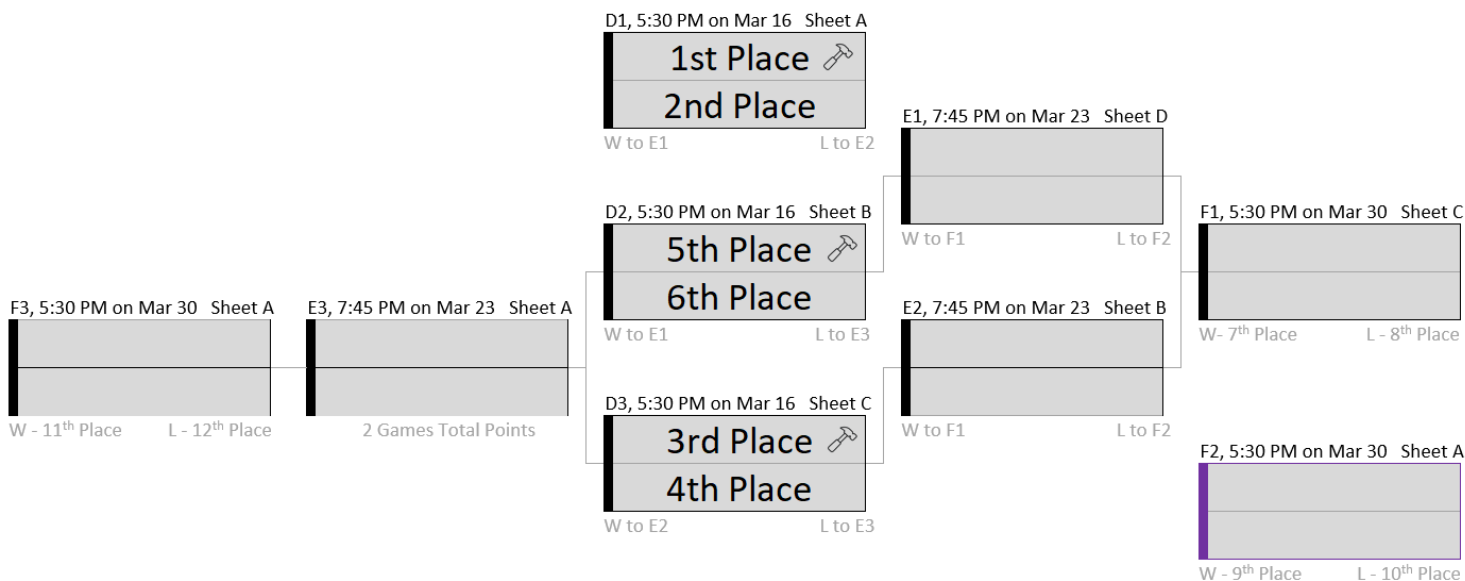 D1, 5:30 PM on Mar 16 Sheet A
1st Place
2nd Place
W to E1 L to E2
E1, 7:45 PM on Mar 23 Sheet D
W to F1 L to F2
D2, 5:30 PM on Mar 16 Sheet B
5th Place
6th Place
W to E1 L to E3
F1, 5:30 PM on Mar 30 Sheet C
W- 7th Place L - 8th Place
F3, 5:30 PM on Mar 30 Sheet A
W - 11th Place L - 12th Place
E3, 7:45 PM on Mar 23 Sheet A
2 Games Total Points
E2, 7:45 PM on Mar 23 Sheet B
W to F1 L to F2
D3, 5:30 PM on Mar 16 Sheet C
3rd Place
4th Place
W to E2 L to E3
F2, 5:30 PM on Mar 30 Sheet A
W - 9th Place L - 10th Place